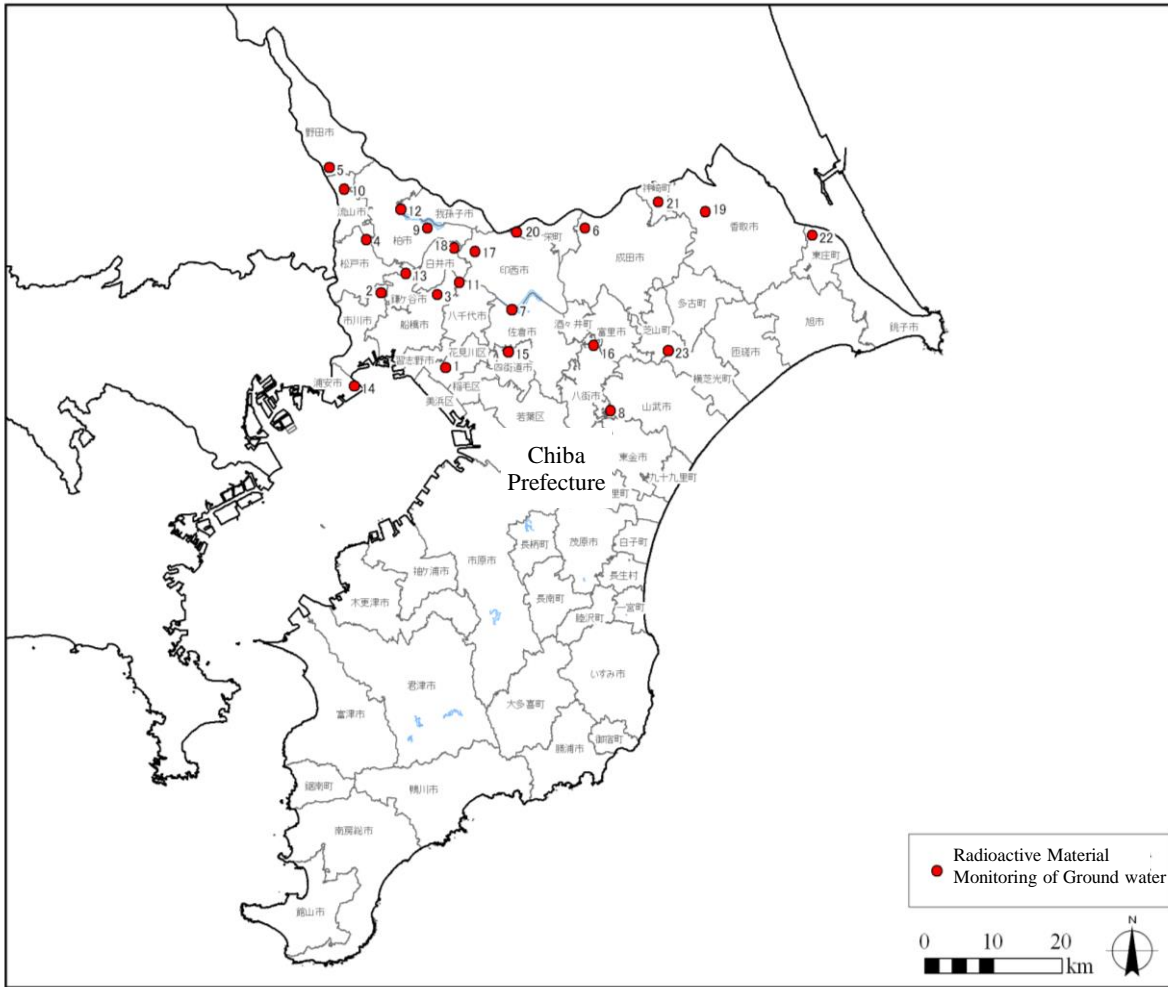 野田市
5
10
流山市
12
我孫子市
9
柏市
4
松戸市
18
白井市
17
20
栄町
6
印西市
成田市
神崎町
21
19
香取市
22
東庄町
13
2
鎌ケ谷市
3
11
市川市
船橋市
八千代市
7
佐倉市
酒々井町
富里市
多古町
芝山町
旭市
銚子市
匝瑳市
習志野市
花見川区
15
四街道市
16
23
横芝光町
1
浦安市
14
稲毛区
美浜区
若葉区
八街市
8
山武市
Chiba
Prefecture
東金市
九十九里町
里町
市原市
長柄町
茂原市
白子町
袖ケ浦市
長生村
木更津市
長南町
一宮町
睦沢町
いすみ市
君津市
富津市
大多喜町
御宿町
勝浦市
鋸南町
鴨川市
南房総市
館山市
Radioactive Material
Monitoring of Ground water
N
0 10 20
km